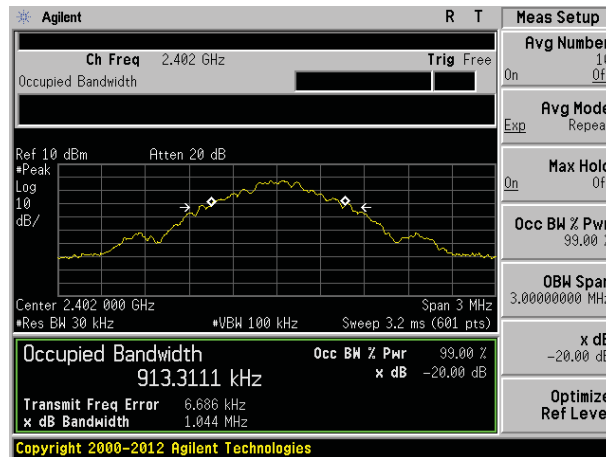 Agilent R T Meas Setup
Avg Number
On Off
Ch Freq 2.402 GHz Trig Free
Occupied Bandwidth
Avg Mode
Exp Repeat
Ref 10 dBm Atten 20 dB
#Peak
Log
10
dB/
Max Hold
On Off
Occ BW % Pwr
99.00 %
OBW Span
3.00000000 MHz
Center 2.402 000 GHz Span 3 MHz
#Res BW 30 kHz #VBW 100 kHz Sweep 3.2 ms (601 pts)
x dB
-20.00 dB
Occupied Bandwidth Occ BW % Pwr 99.00 %
913.3111 kHz x dB -20.00 dB
Transmit Freq Error 6.686 kHz
x dB Bandwidth 1.044 MHz
Optimize
Ref Level
Copyright 2000-2012 Agilent Technologies